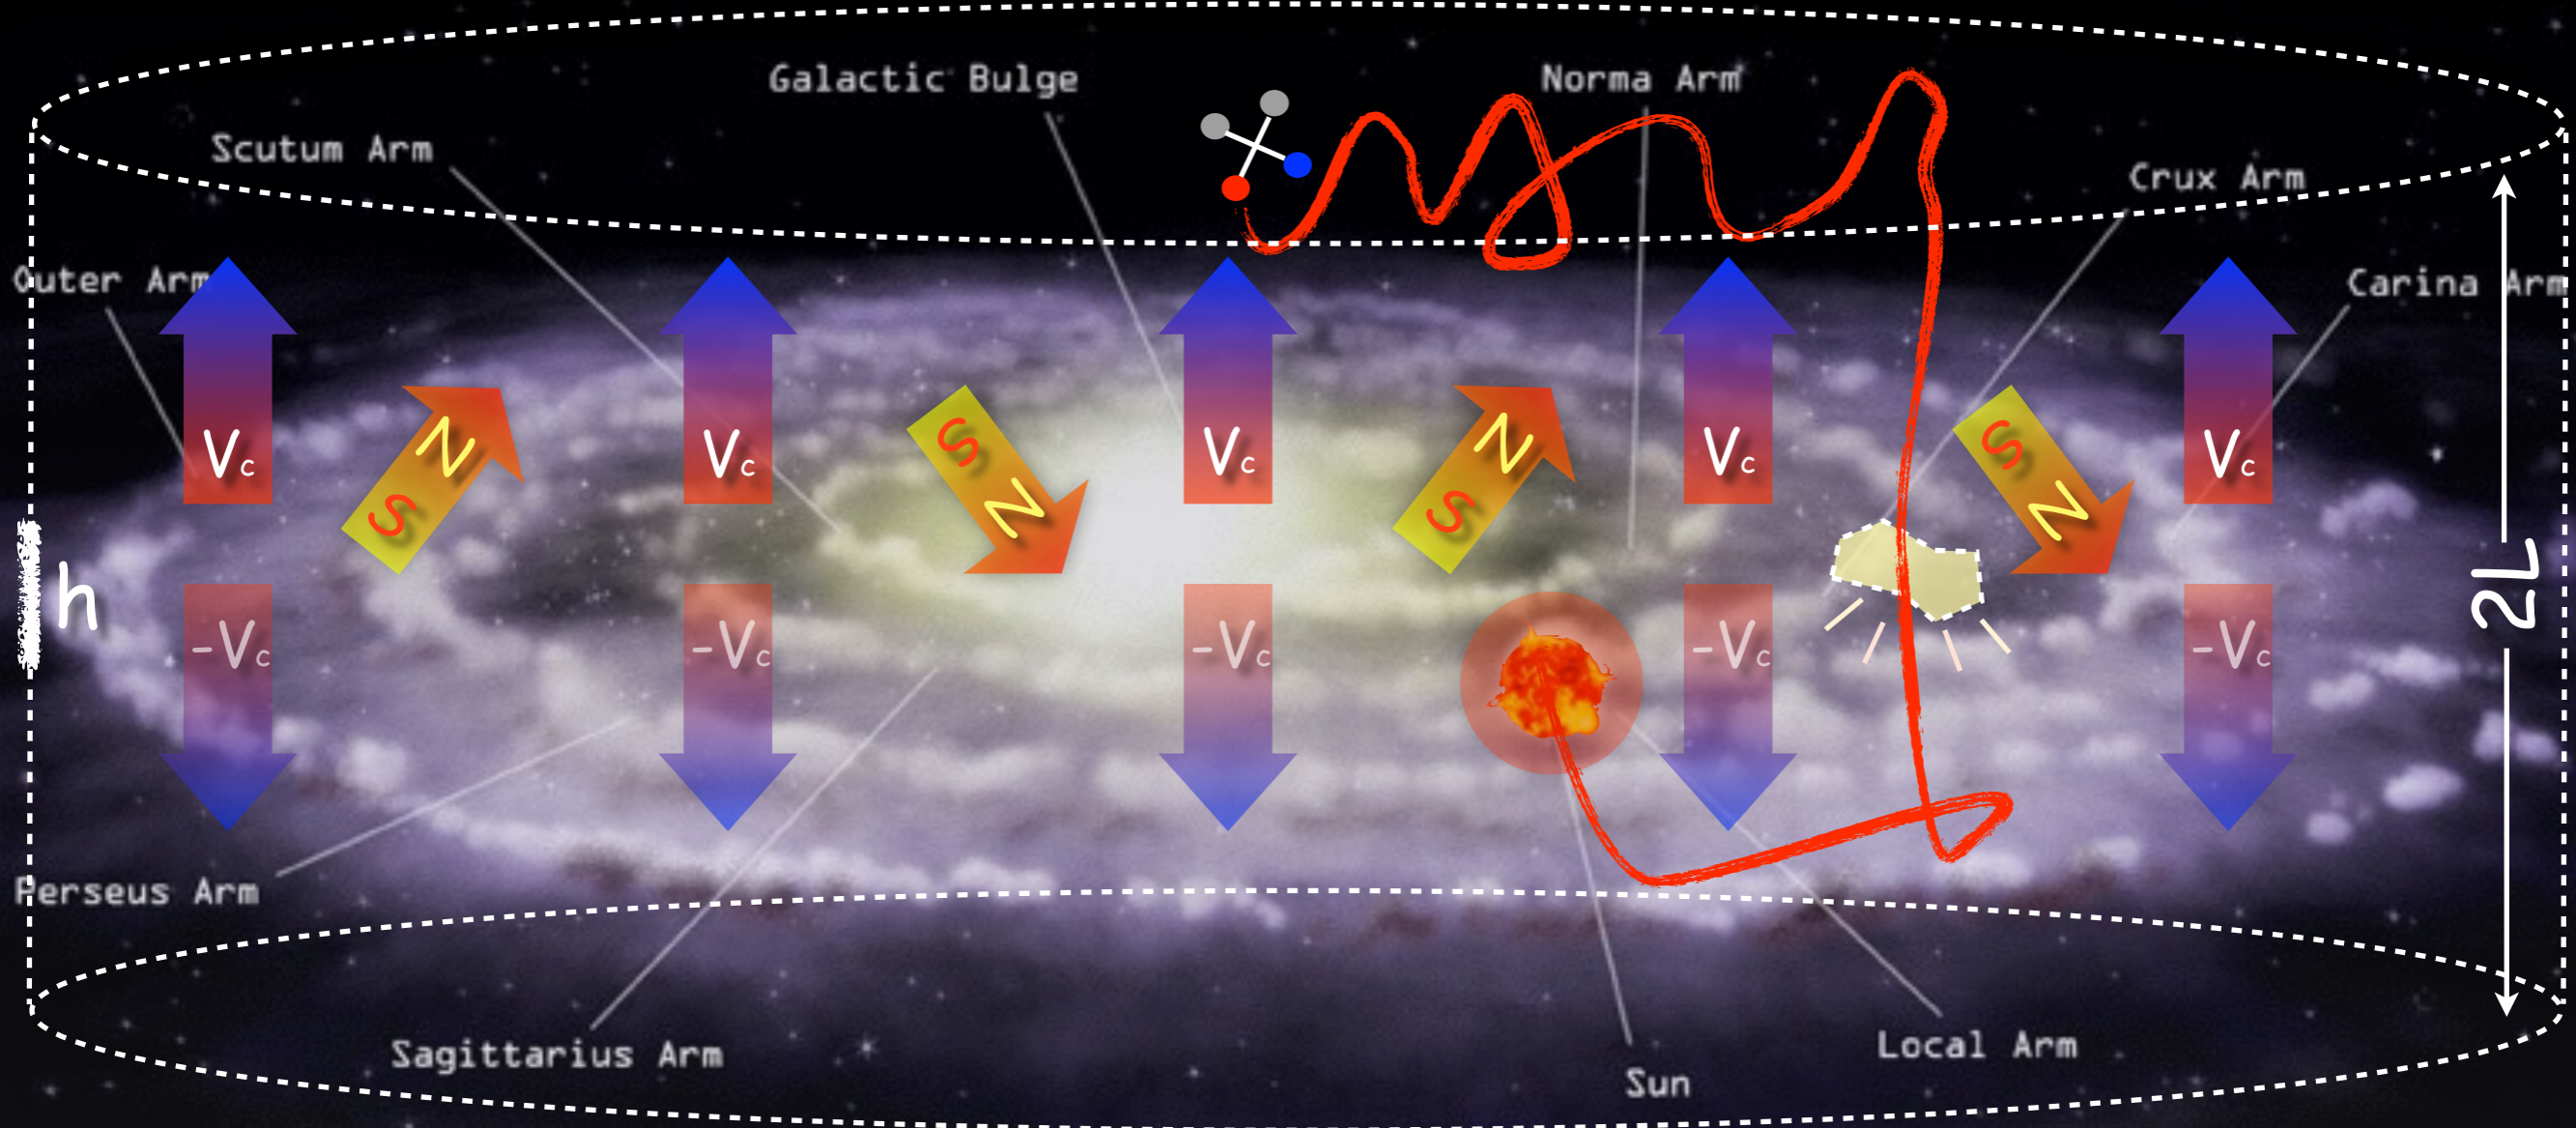 Galactic Bulge
Norma Arm
Scutum Arm
Crux Arm
Outer Arm
Carina Arm
Vc
Vc
Vc
Vc
Vc
N
S
S
N
N
S
S
N
h
2L
-Vc
-Vc
-Vc
-Vc
-Vc
Perseus Arm
Sagittarius Arm
Local Arm
Sun